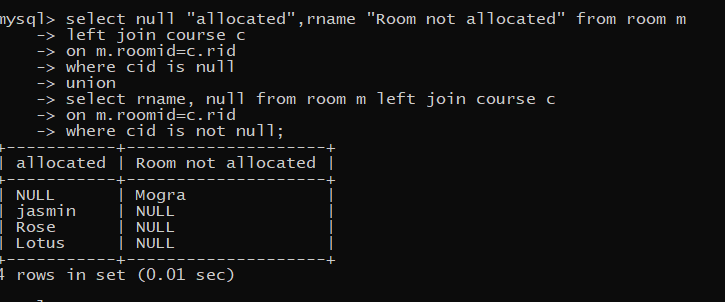 mysql> select null "allocated",rname "Room not allocated" from room m
    -> left join course c
    -> on m.roomid=c.rid
    -> where cid is null
    -> union
    -> select rname, null from room m left join course c
    -> on m.roomid=c.rid
    -> where cid is not null;
+-----------+--------------------+
| allocated | Room not allocated |
+-----------+--------------------+
| NULL      | Mogra              |
| jasmin    | NULL               |
| Rose      | NULL               |
| Lotus     | NULL               |
+-----------+--------------------+
4 rows in set (0.01 sec)